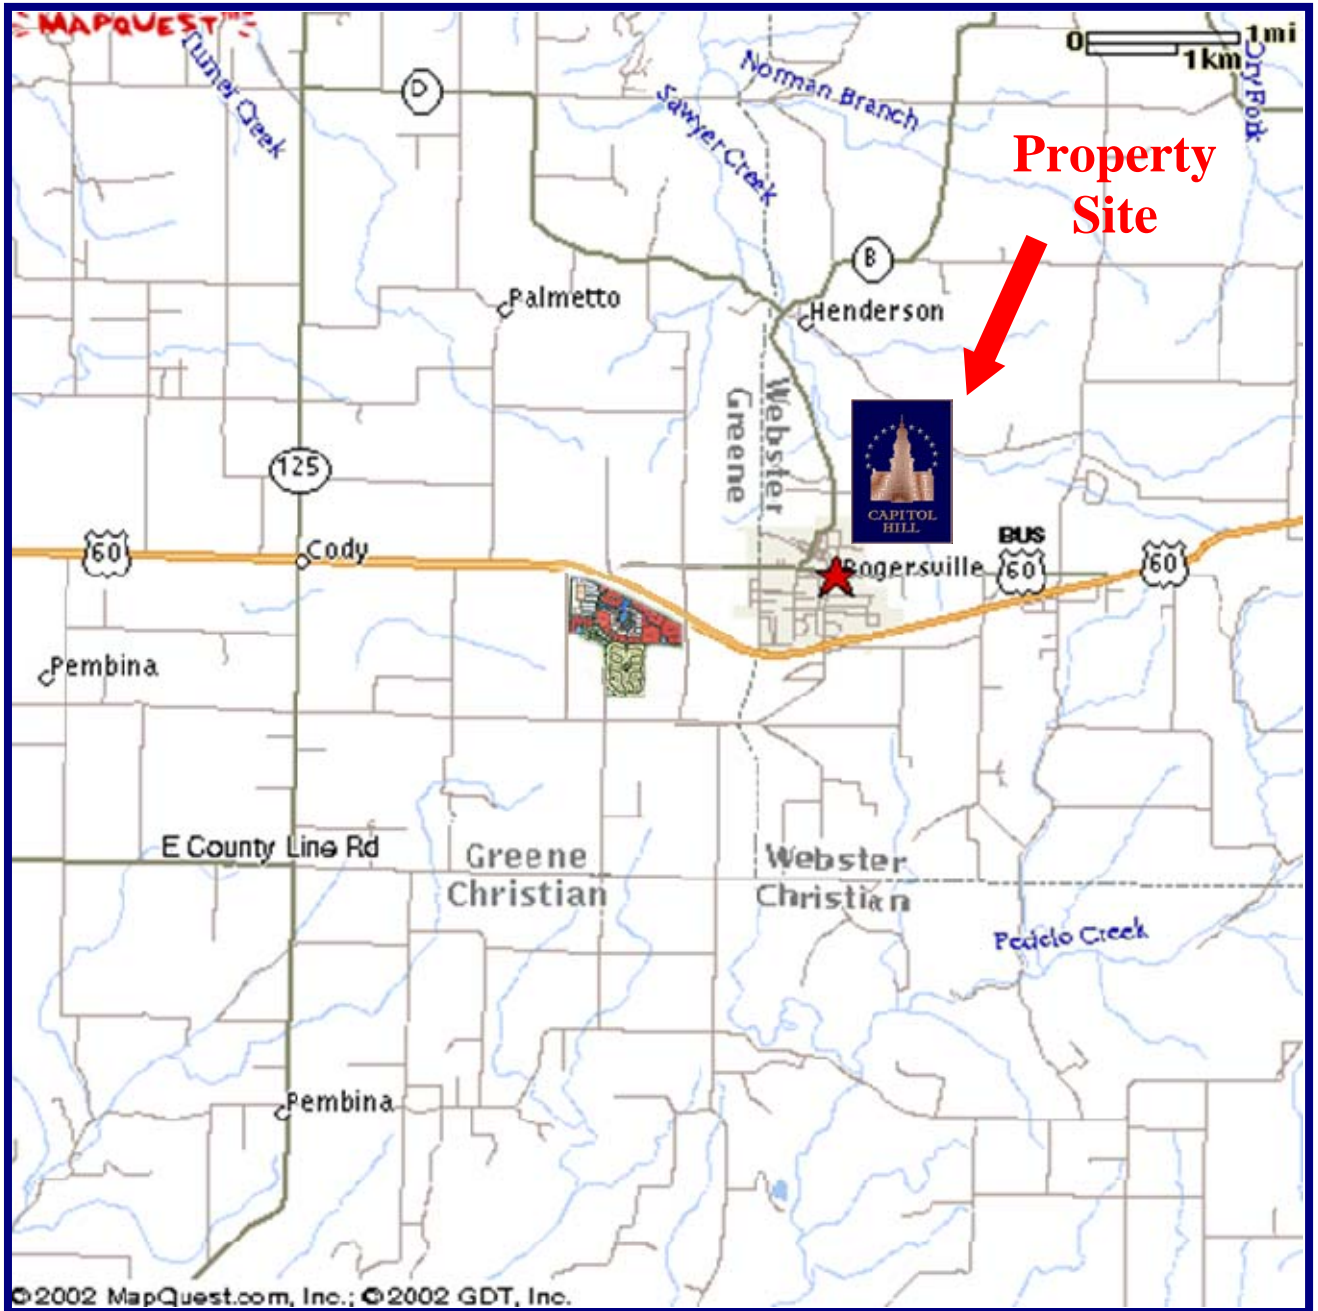 MAPQUEST
0 1mi
1km
Turner Creek
D
Norman Branch
Sawyer Creek
Dry Fork
Property
Site
B
Palmetto
Henderson
Greene
Webster
125
CAPITOL
HILL
60
Cody
Rogersville
BUS
60
60
Pembina
E County Line Rd
Greene
Christian
Webster
Christian
Pedelo Creek
Pembina
©2002 MapQuest.com, Inc.; ©2002 GDT, Inc.